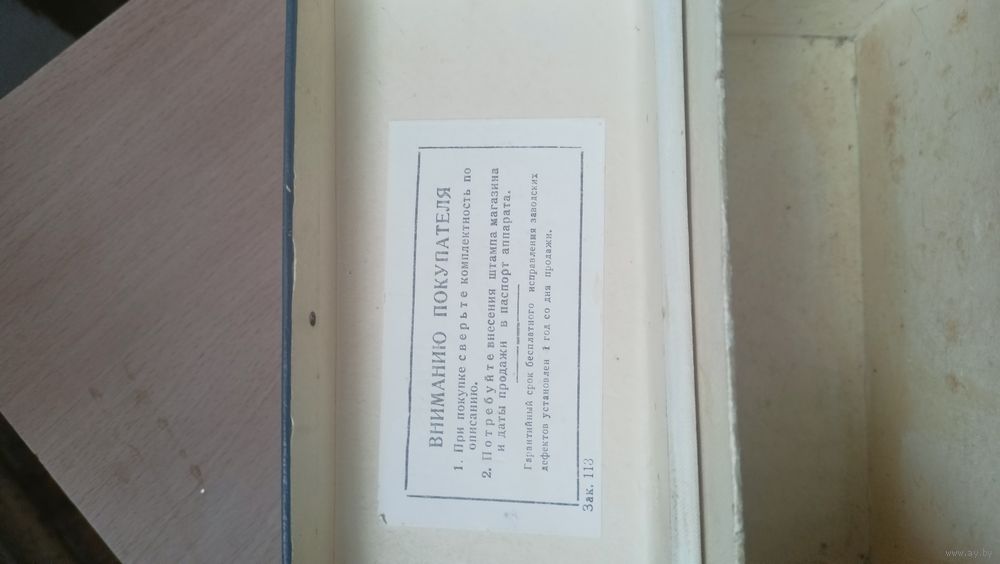 ВНИМАНИЮ ПОКУПАТЕЛЯ
1. При покупке сверьте комплектность по
описанию.
2. Потребуйте внесения штампа магазина
и даты продажи в паспорт аппарата.
Гарантийный срок бесплатного исправления заводских
дефектов установлен 1 год со дня продажи.
Зак. 113
www.ay.by